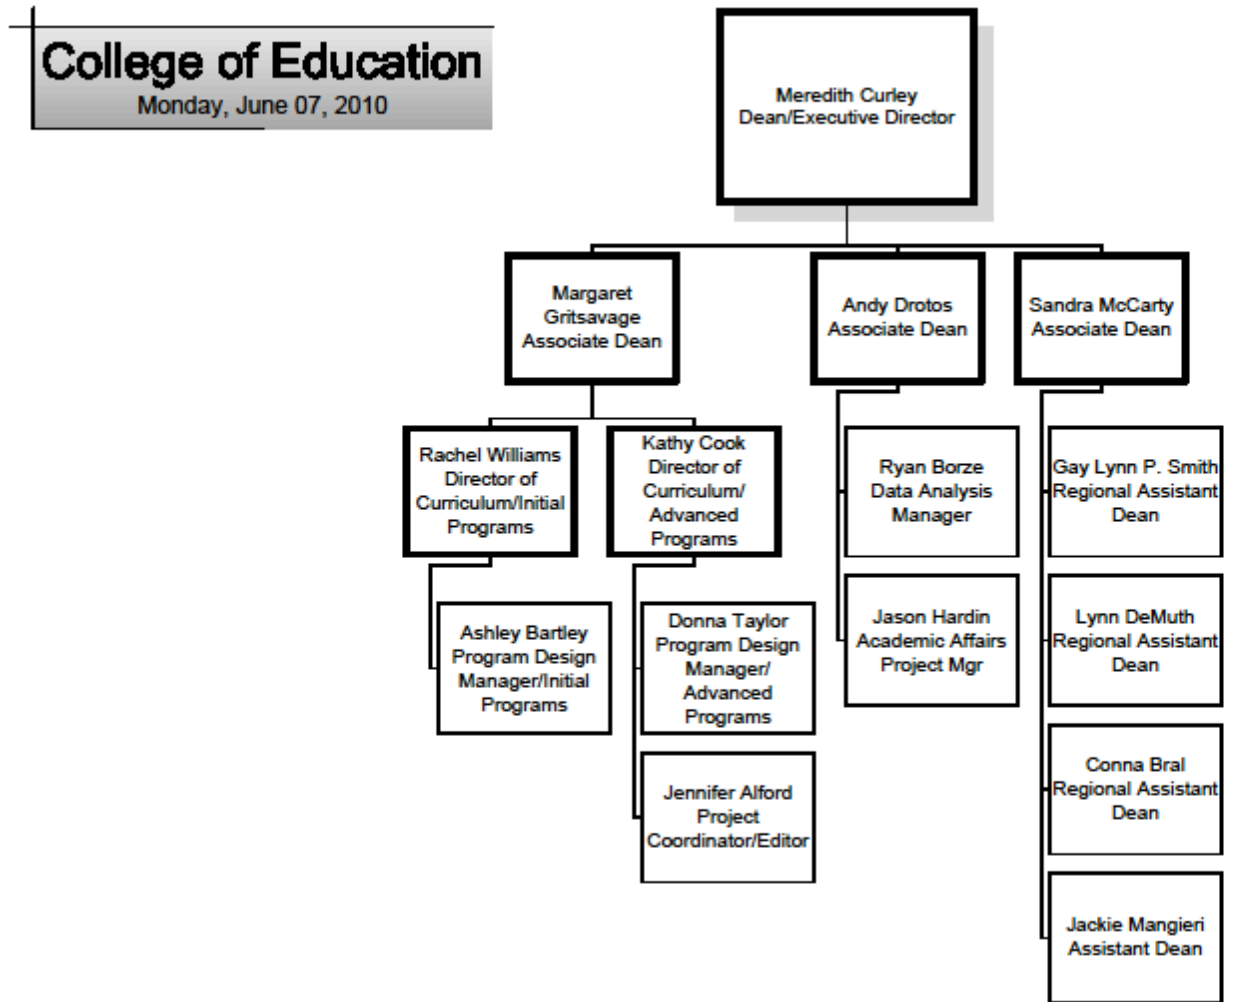 College of Education
Monday, June 07, 2010
Meredith Curley
Dean/Executive Director
Margaret
Gritsavage
Associate Dean
Andy Drotos
Associate Dean
Sandra McCarty
Associate Dean
Rachel Williams
Director of
Curriculum/Initial
Programs
Kathy Cook
Director of
Curriculum/
Advanced
Programs
Ryan Borze
Data Analysis
Manager
Gay Lynn P. Smith
Regional Assistant
Dean
Ashley Bartley
Program Design
Manager/Initial
Programs
Donna Taylor
Program Design
Manager/
Advanced
Programs
Jason Hardin
Academic Affairs
Project Mgr
Lynn DeMuth
Regional Assistant
Dean
Jennifer Alford
Project
Coordinator/Editor
Conna Bral
Regional Assistant
Dean
Jackie Mangieri
Assistant Dean